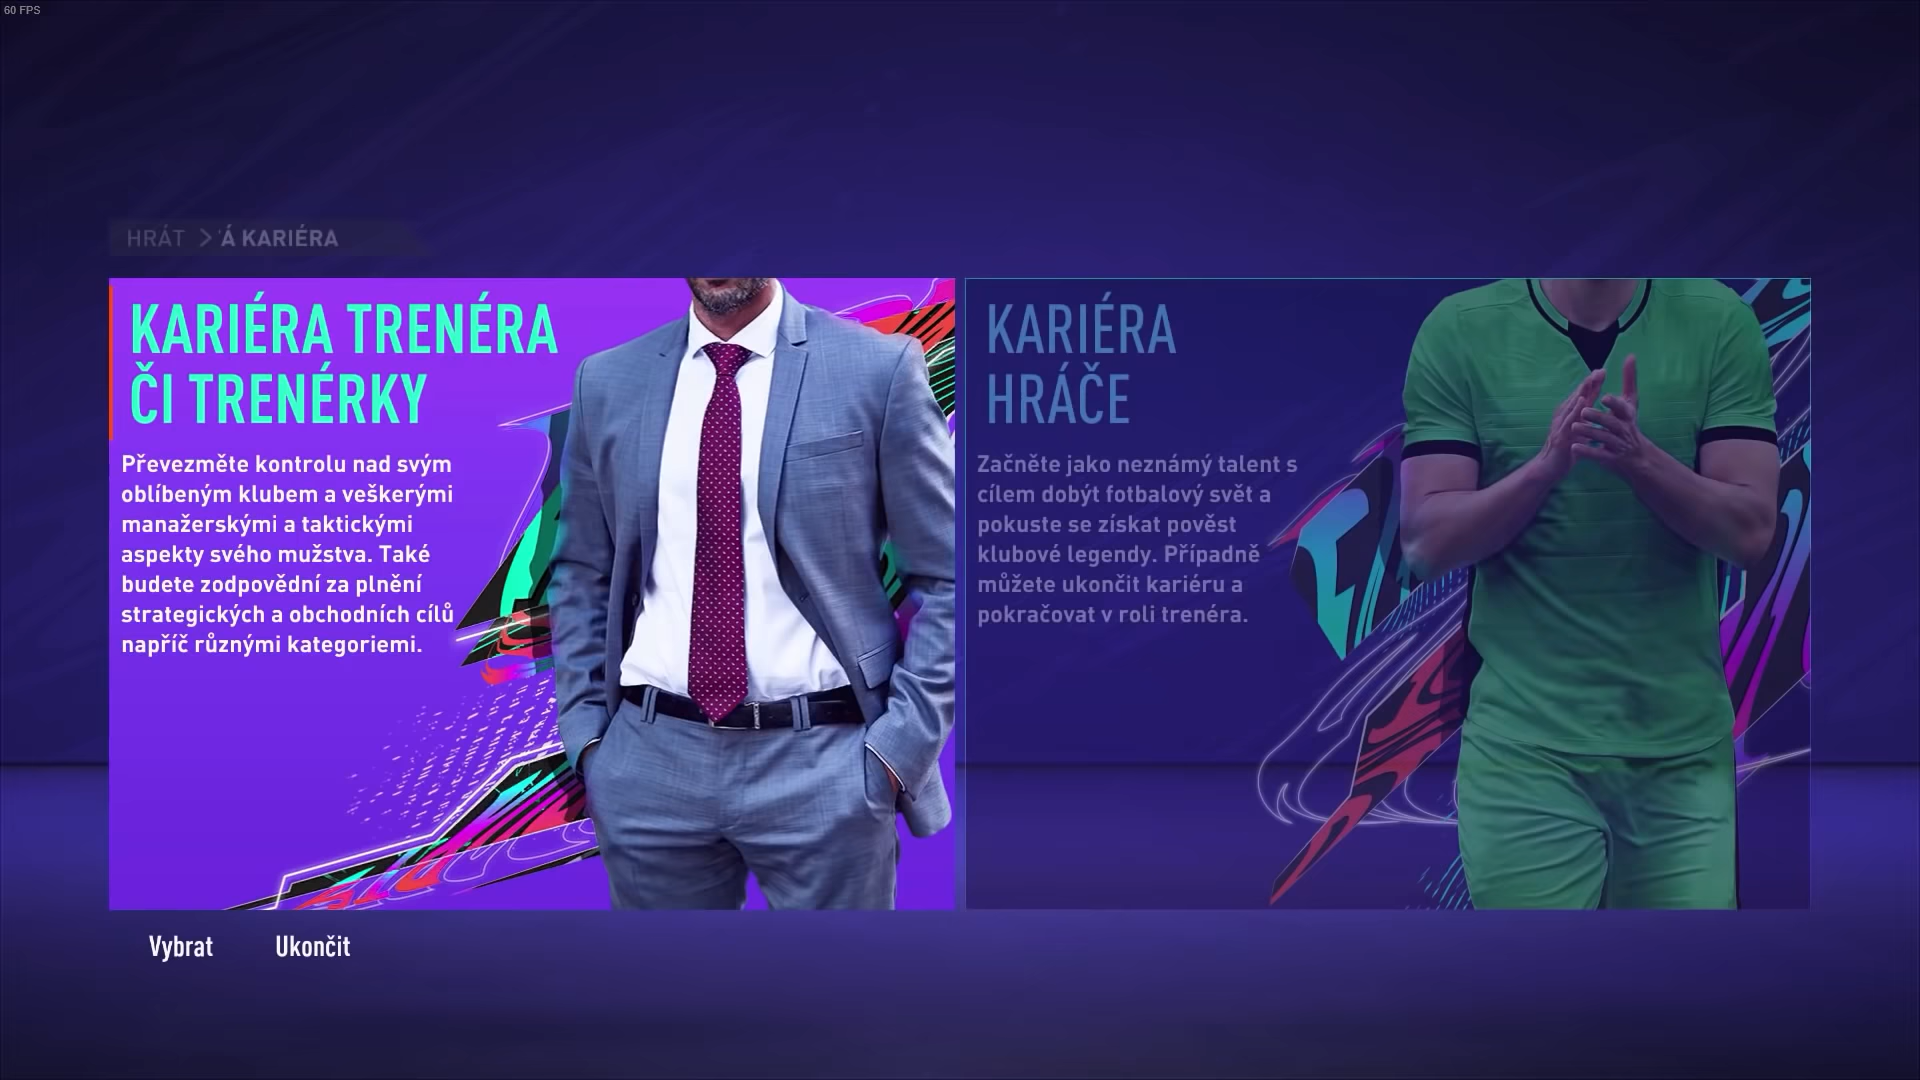 60 FPS
HRÁT > Á KARIÉRA
KARIÉRA TRENÉRA
ČI TRENÉRKY
Převezměte kontrolu nad svým
oblíbeným klubem a veškerými
manažerskými a taktickými
aspekty svého mužstva. Také
budete zodpovědní za plnění
strategických a obchodních cílů
napříč různými kategoriemi.
KARIÉRA
HRÁČE
Začněte jako neznámý talent s
cílem dobýt fotbalový svět a
pokuste se získat pověst
klubové legendy. Případně
můžete ukončit kariéru a
pokračovat v roli trenéra.
Vybrat Ukončit